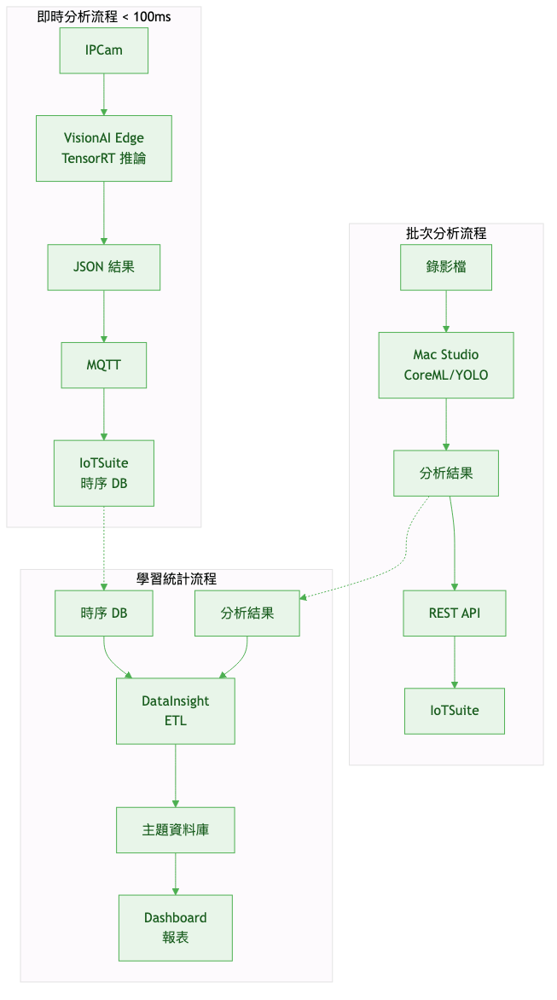 即時分析流程 < 100ms
IPCam
VisionAI Edge
TensorRT 推論
JSON 結果
MQTT
IoTSuite
時序 DB
批次分析流程
錄影檔
Mac Studio
CoreML/YOLO
分析結果
REST API
IoTSuite
學習統計流程
時序 DB
分析結果
DataInsight
ETL
主題資料庫
Dashboard
報表